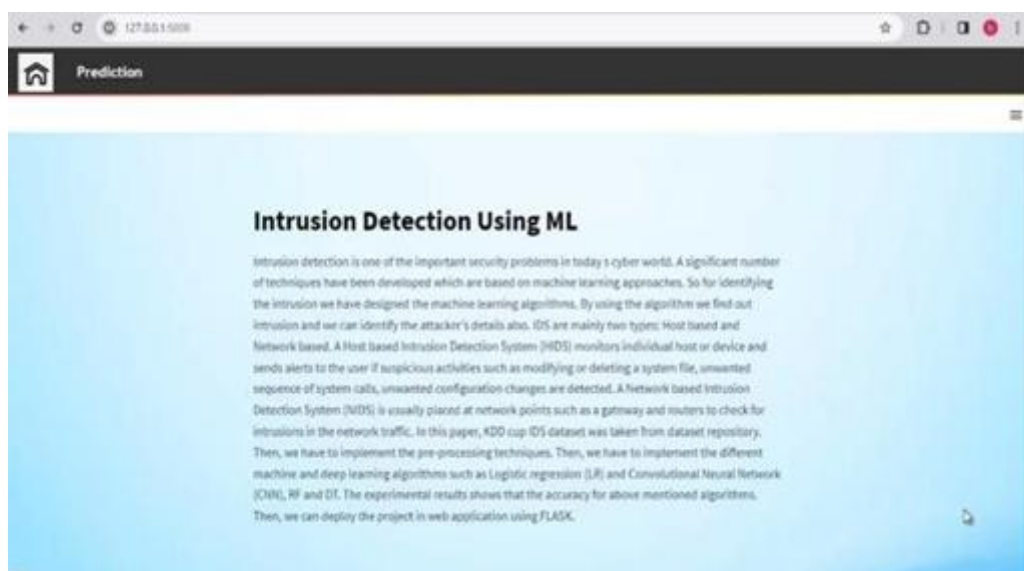 127.0.0.1:5000
Prediction
Intrusion Detection Using ML
Intrusion detection is one of the important security problems in today s cyber world. A significant number
of techniques have been developed which are based on machine learning approaches. So for identifying
the intrusion we have designed the machine learning algorithms. By using the algorithm we find out
intrusion and we can identify the attacker's details also. IDS are mainly two types: Host based and
Network based. A Host based Intrusion Detection System (HIDS) monitors individual host or device and
sends alerts to the user if suspicious activities such as modifying or deleting a system file, unwanted
sequence of system calls, unwanted configuration changes are detected. A Network based Intrusion
Detection System (NIDS) is usually placed at network points such as a gateway and routers to check for
intrusions in the network traffic. In this paper, KDD cup IDS dataset was taken from dataset repository.
Then, we have to implement the pre-processing techniques. Then, we have to implement the different
machine and deep learning algorithms such as Logistic regression (LR) and Convolutional Neural Network
(CNN), RF and DT. The experimental results shows that the accuracy for above mentioned algorithms.
Then, we can deploy the project in web application using FLASK.